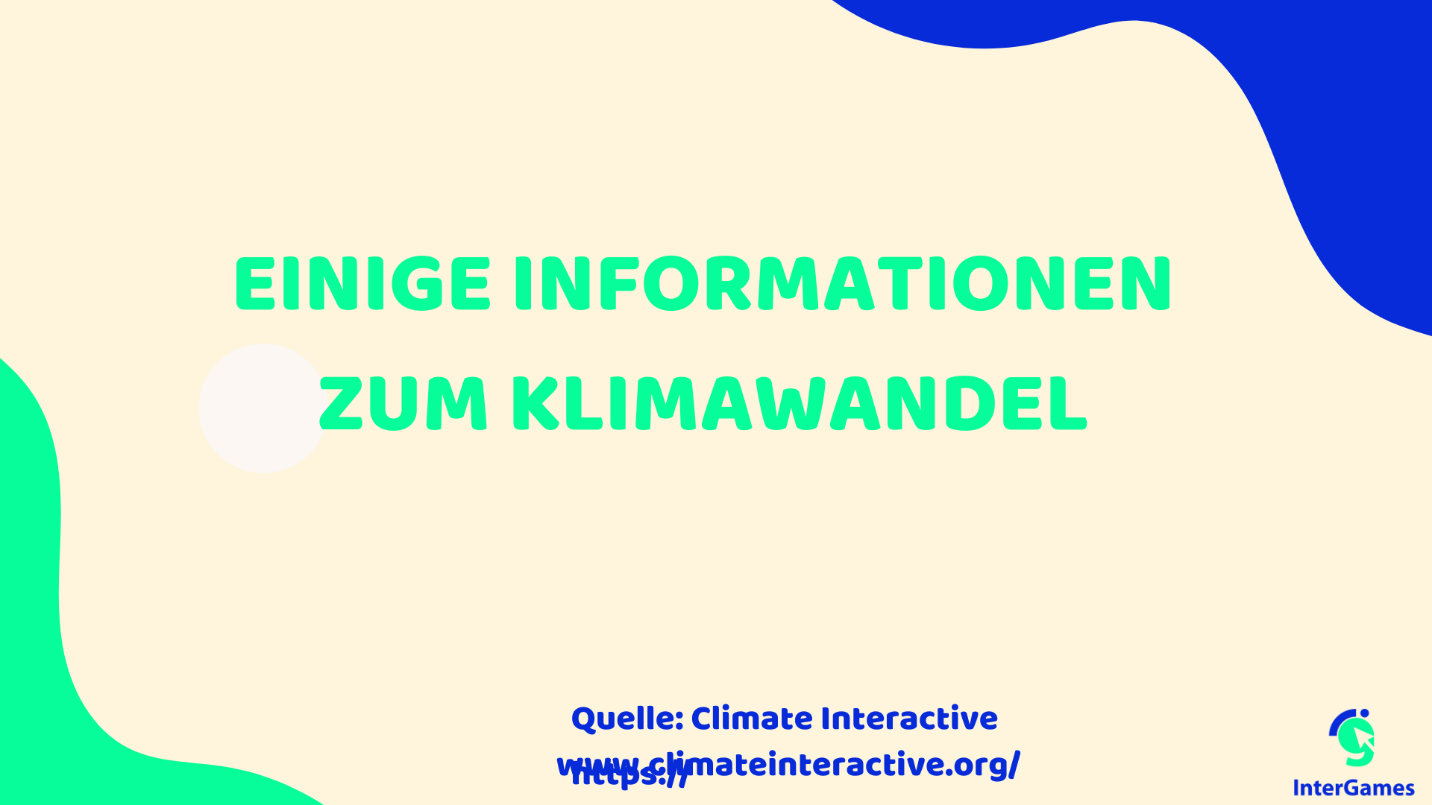 EINIGE INFORMATIONEN
ZUM KLIMAWANDEL
Quelle: Climate Interactive
https://
www.climateinteractive.org/
InterGames